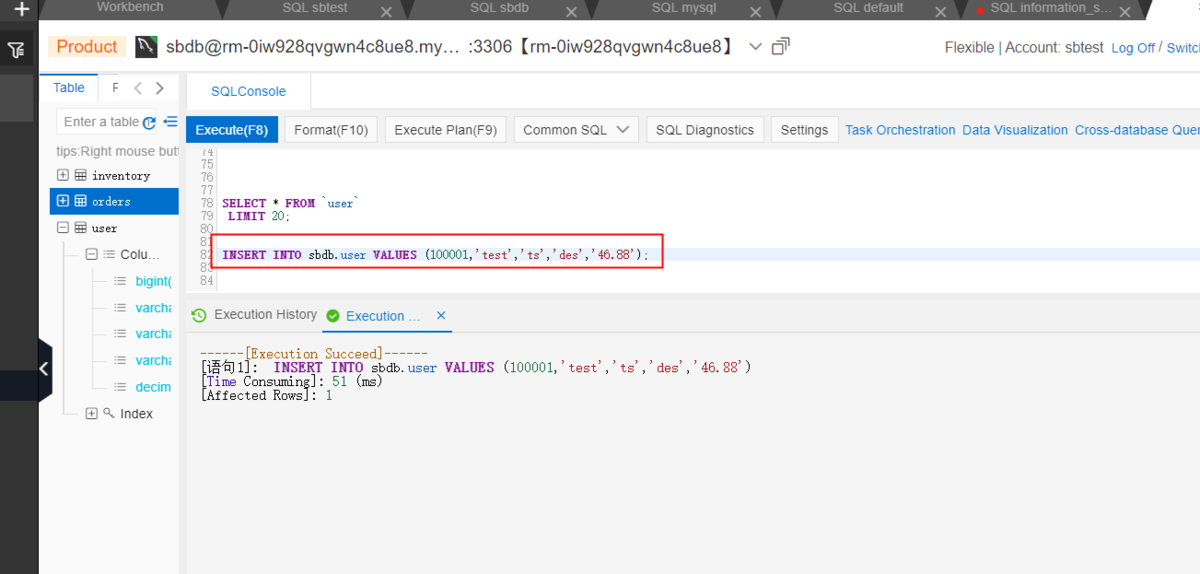 Workbench
SQL sbtest
SQL sbdb
SQL mysql
SQL default
SQL information_s...
Product
sbdb@rm-0iw928qvgwn4c8ue8.my... :3306【rm-0iw928qvgwn4c8ue8】
Flexible | Account: sbtest Log Off / Switc
Table
F
SQLConsole
Enter a table
Execute(F8)
Format(F10)
Execute Plan(F9)
Common SQL
SQL Diagnostics
Settings
Task Orchestration
Data Visualization
Cross-database Quer
tips:Right mouse butt
inventory
orders
user
Colu...
bigint(
varcha
varcha
varcha
decim
Index
74
75
76
77
78 SELECT * FROM `user`
79 LIMIT 20;
80
81
82 INSERT INTO sbdb.user VALUES (100001,'test','ts','des','46.88');
83
84
Execution History
Execution ...
------[Execution Succeed]------
[语句1]: INSERT INTO sbdb.user VALUES (100001,'test','ts','des','46.88')
[Time Consuming]: 51 (ms)
[Affected Rows]: 1